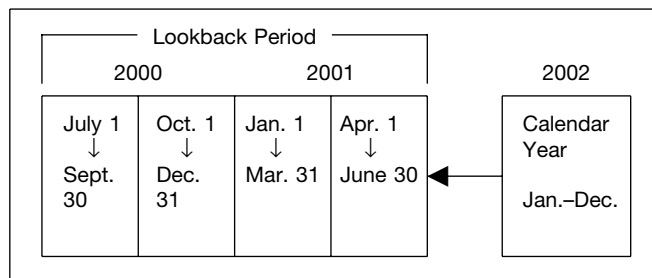 Lookback Period
2000 2001 2002
July 1
↓
Sept.
30
Oct. 1
↓
Dec.
31
Jan. 1
↓
Mar. 31
Apr. 1
↓
June 30
Calendar
Year
Jan.–Dec.